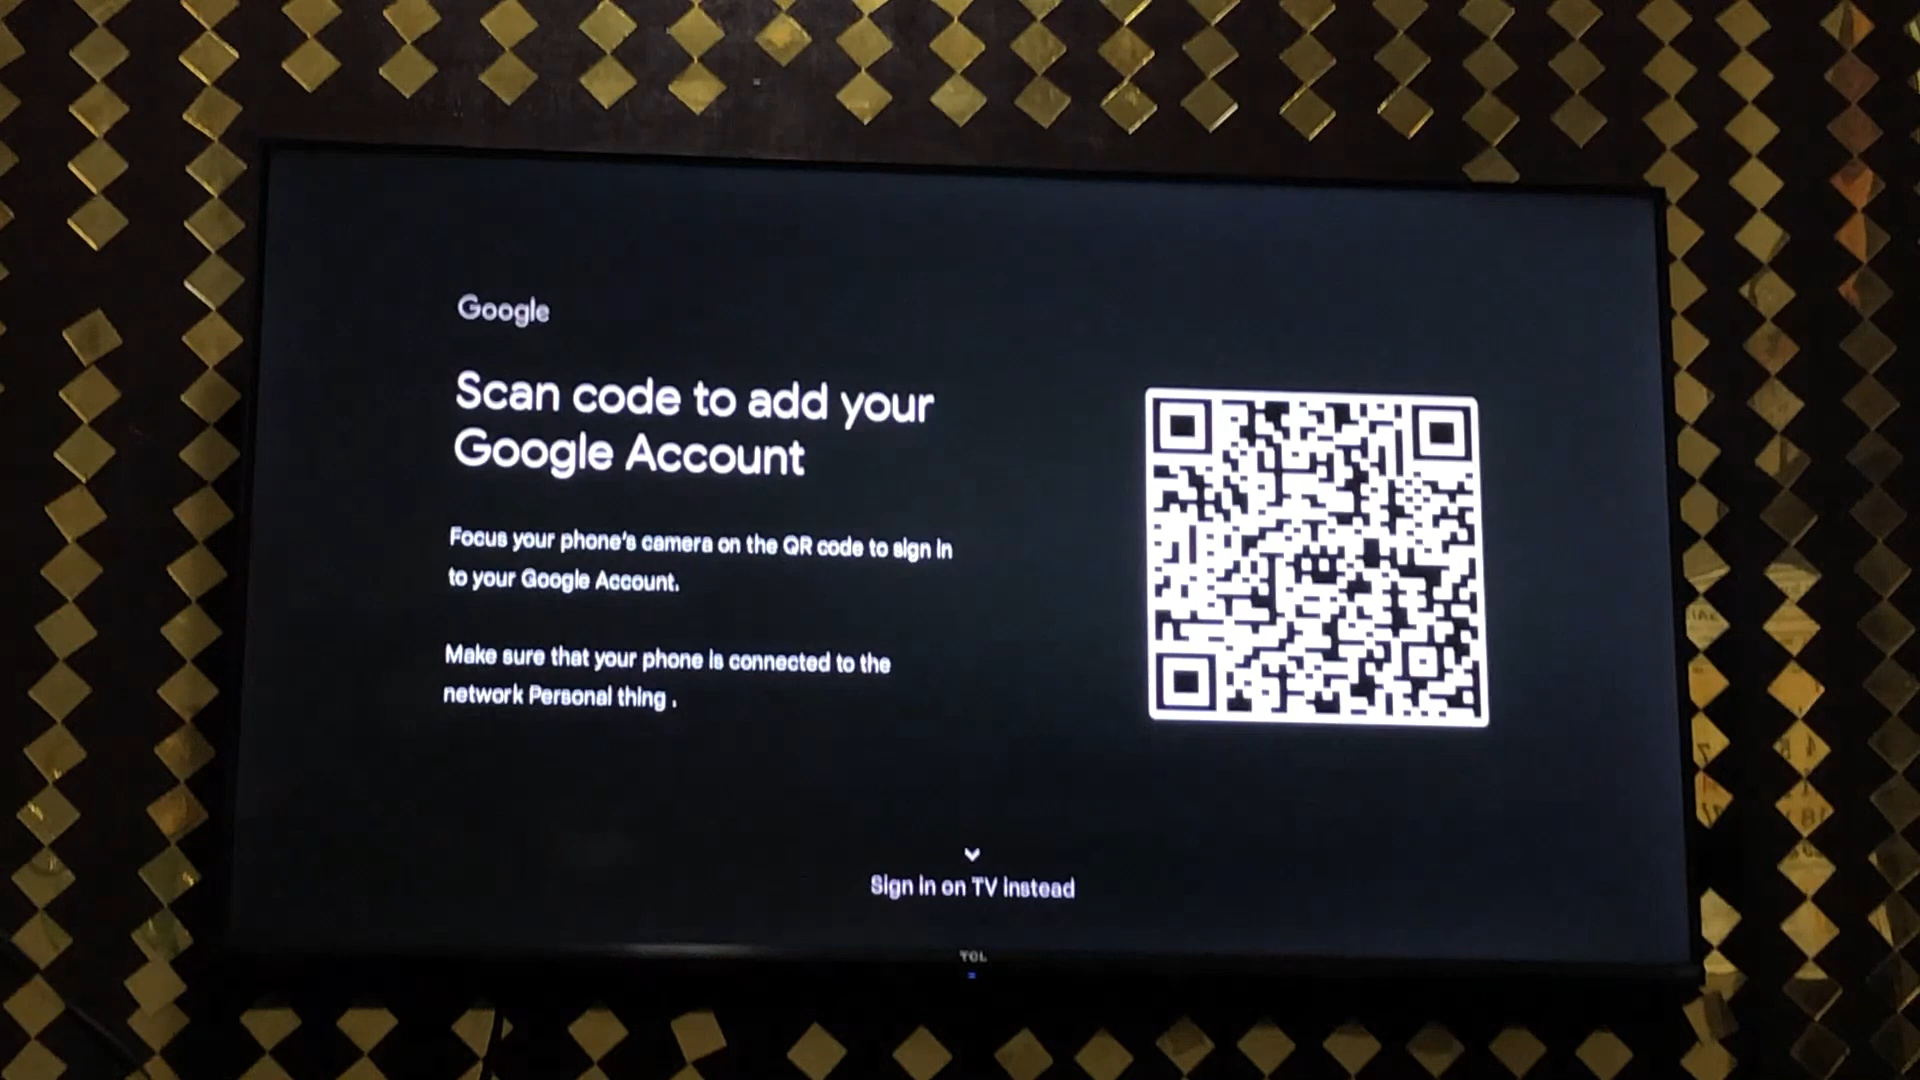 Google
Scan code to add your
Google Account
Focus your phone's camera on the QR code to sign in
to your Google Account.
Make sure that your phone is connected to the
network Personal thing .
Sign in on TV instead
TCL